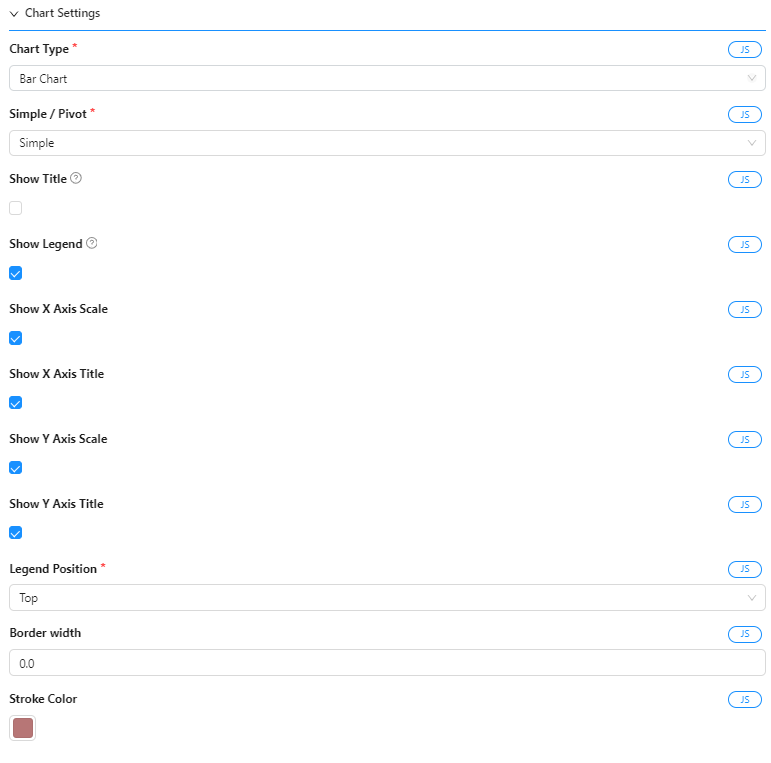 Chart Settings
Chart Type * JS
Bar Chart
Simple / Pivot * JS
Simple
Show Title ? JS
Show Legend ? JS
Show X Axis Scale JS
Show X Axis Title JS
Show Y Axis Scale JS
Show Y Axis Title JS
Legend Position * JS
Top
Border width JS
0.0
Stroke Color JS